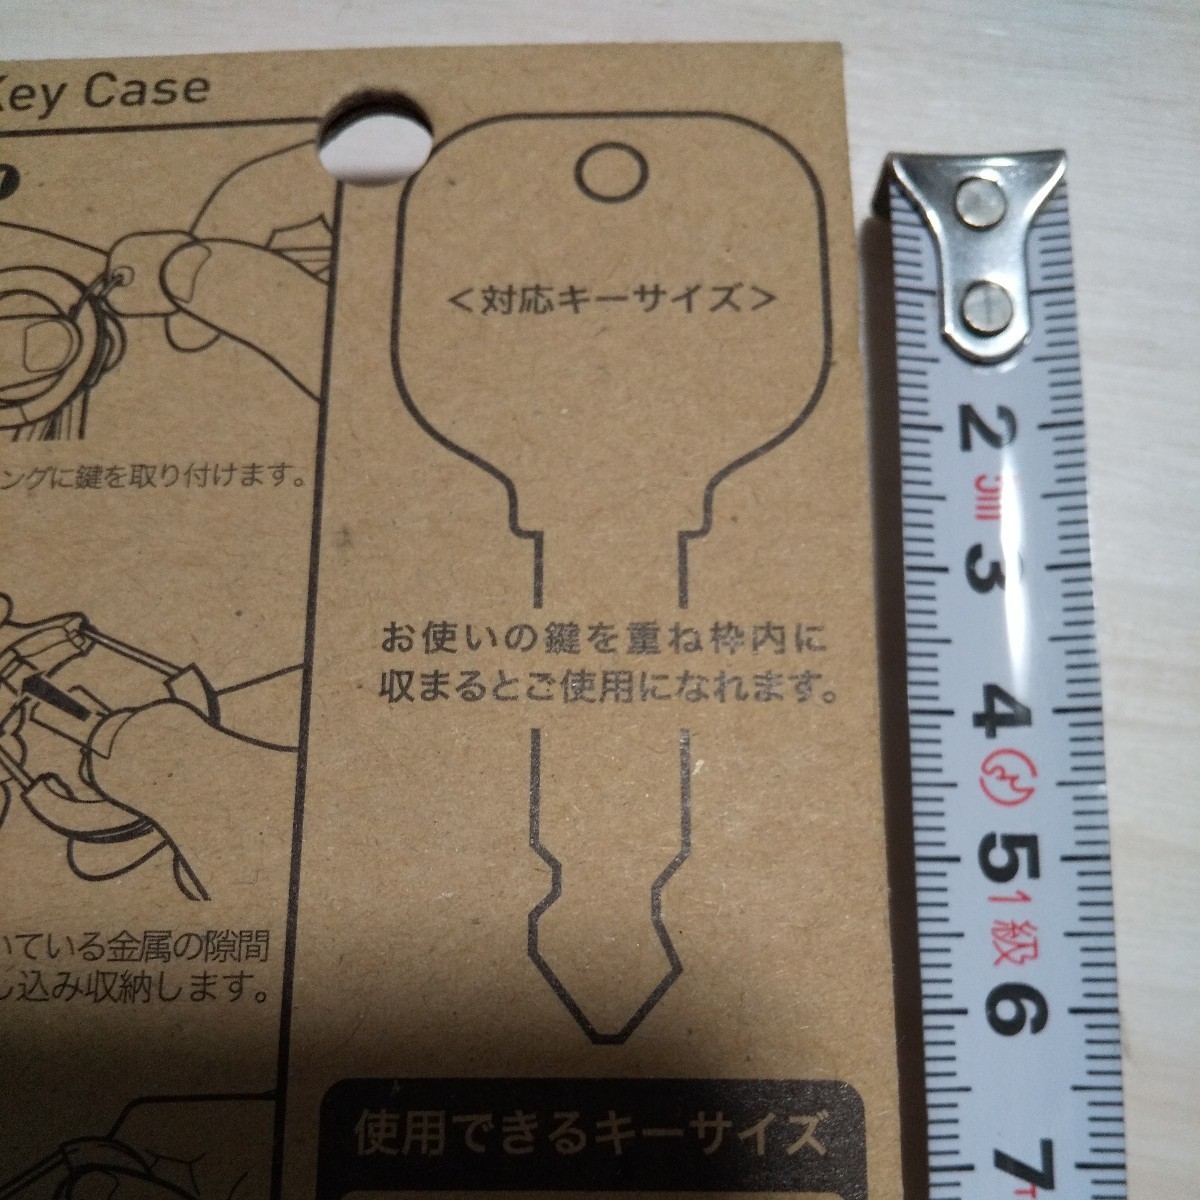 Key Case
<対応キーサイズ>
ングに鍵を取り付けます。
お使いの鍵を重ね枠内に
収まるとご使用になれます。
いている金属の隙間
し込み収納します。
使用できるキーサイズ
2
3
4
5
1級
6
7